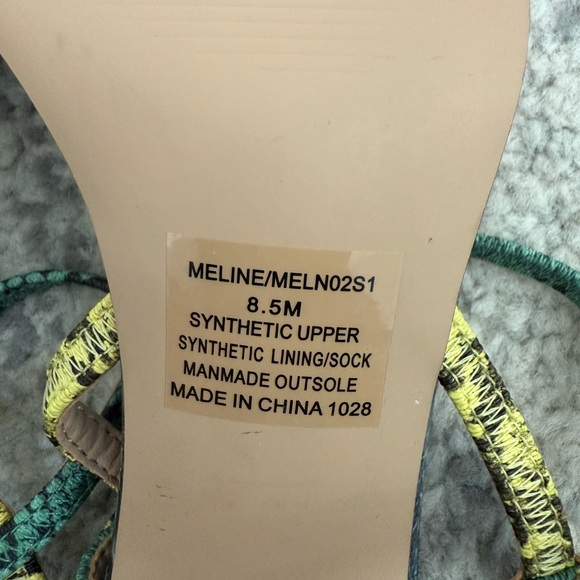 MELINE/MELN02S1
8.5M
SYNTHETIC UPPER
SYNTHETIC LINING/SOCK
MANMADE OUTSOLE
MADE IN CHINA 1028